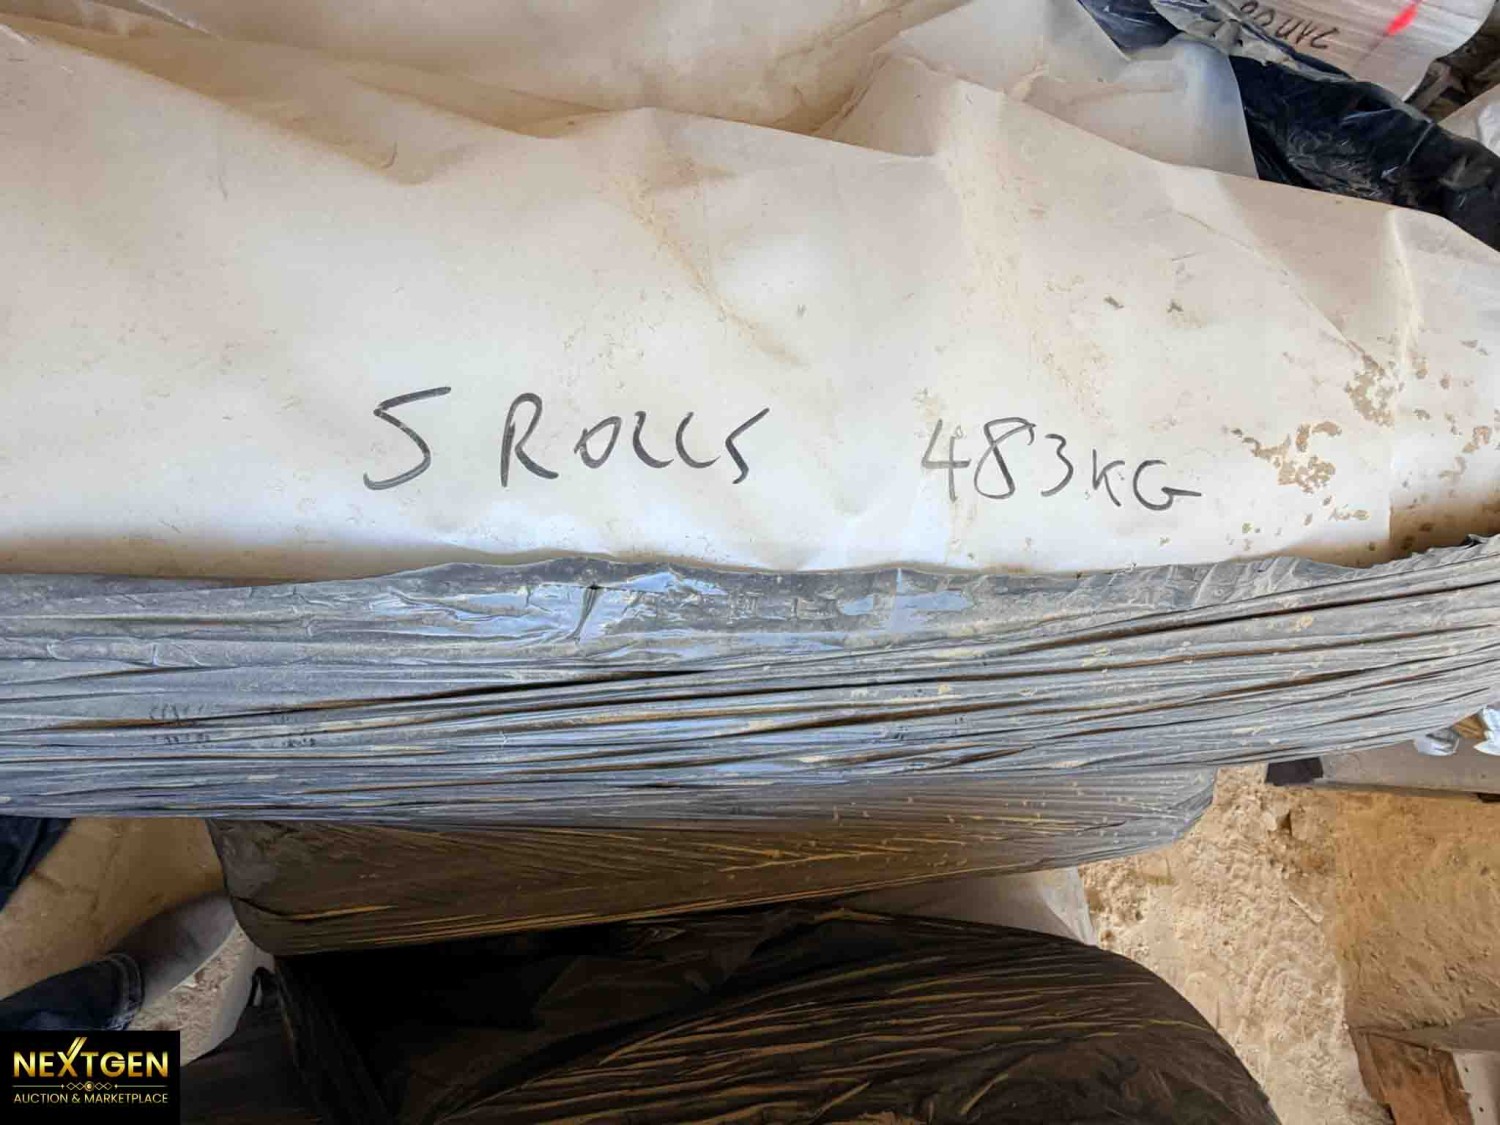 5 ROLLS 483KG
NEXTGEN
AUCTION & MARKETPLACE